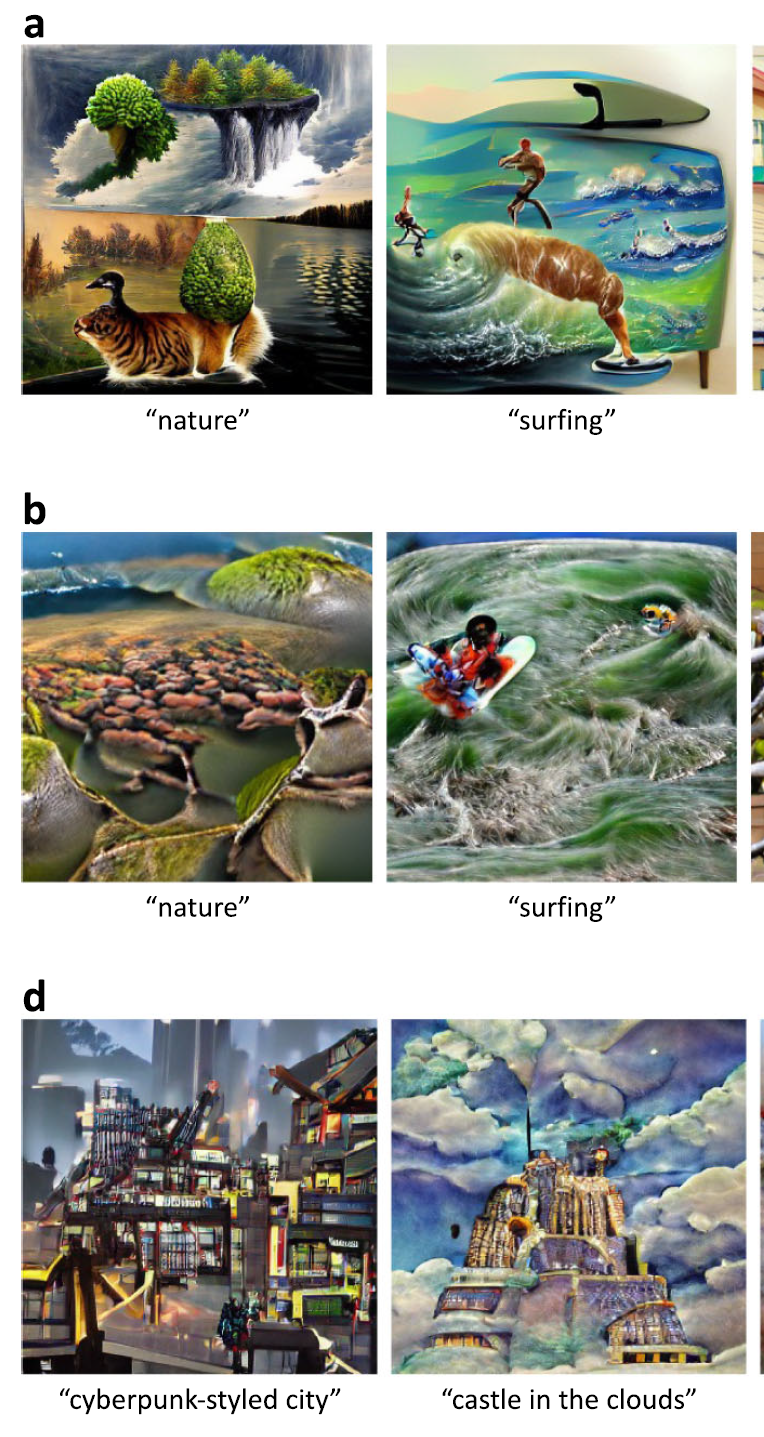 a
“nature” “surfing”
b
“nature” “surfing”
d
“cyberpunk-styled city” “castle in the clouds”